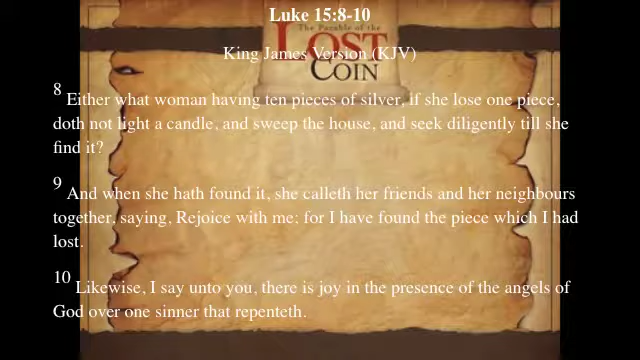 Luke 15:8-10
The Parable of the
LOST
COIN
King James Version (KJV)
8 Either what woman having ten pieces of silver, if she lose one piece,
doth not light a candle, and sweep the house, and seek diligently till she
find it?
9 And when she hath found it, she calleth her friends and her neighbours
together, saying, Rejoice with me; for I have found the piece which I had
lost.
10 Likewise, I say unto you, there is joy in the presence of the angels of
God over one sinner that repenteth.